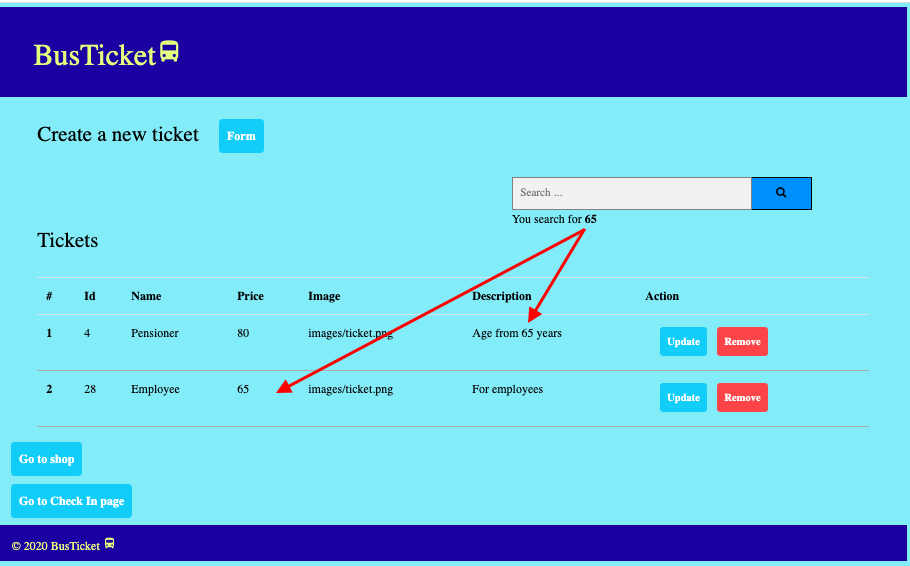 BusTicket
Create a new ticket Form
Search ...
You search for 65
Tickets
# Id Name Price Image Description Action
1 4 Pensioner 80 images/ticket.png Age from 65 years Update Remove
2 28 Employee 65 images/ticket.png For employees Update Remove
Go to shop
Go to Check In page
© 2020 BusTicket